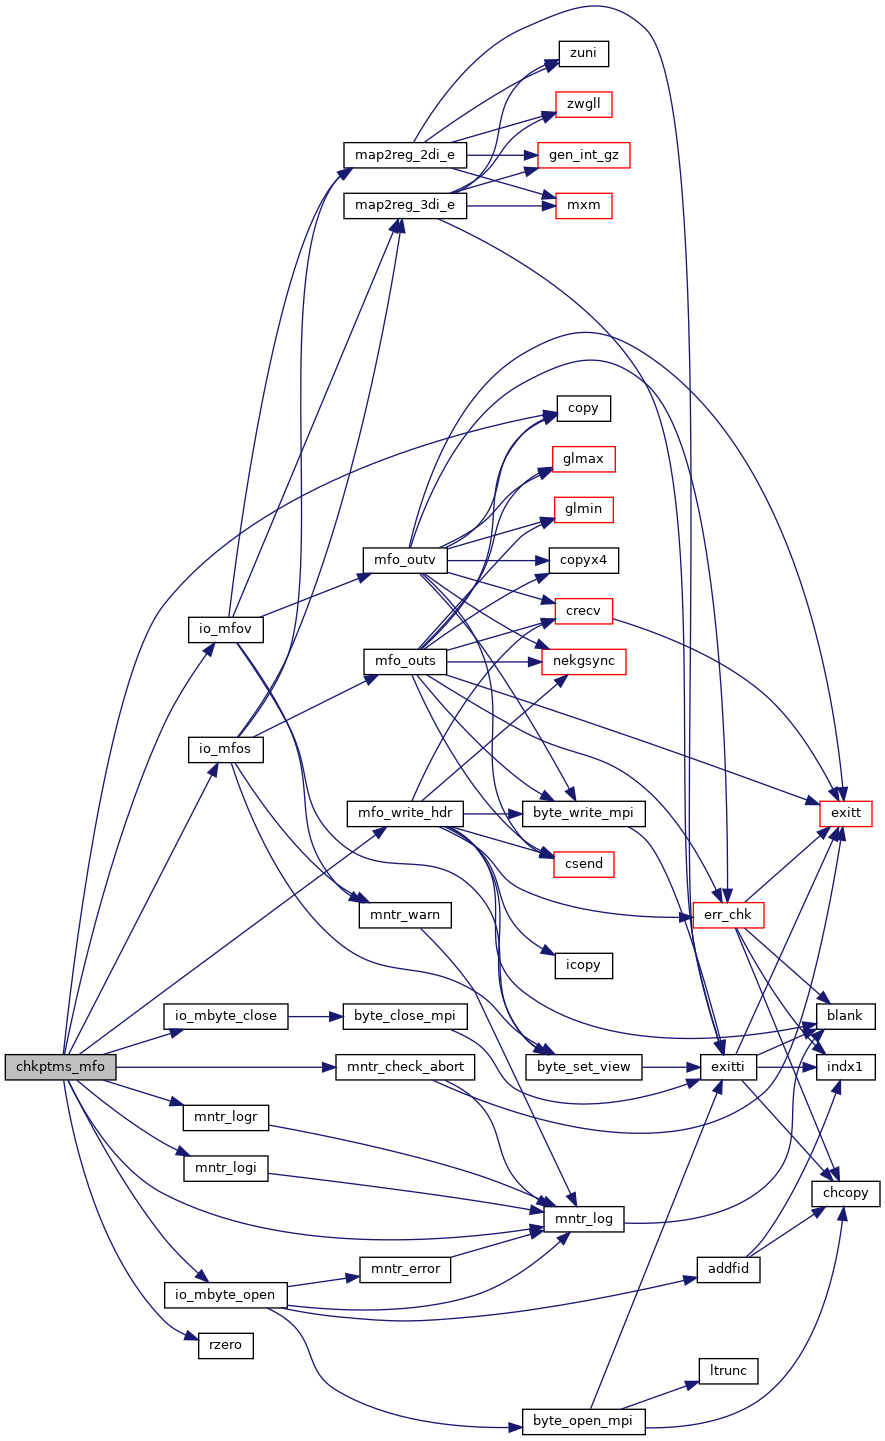 zuni
zwgll
map2reg_2di_e
gen_int_gz
map2reg_3di_e
mxm
copy
glmax
glmin
mfo_outv
copyx4
crecv
io_mfov
mfo_outs
nekgsync
io_mfos
mfo_write_hdr
byte_write_mpi
exitt
csend
mntr_warn
err_chk
icopy
io_mbyte_close
byte_close_mpi
blank
chkptms_mfo
mntr_check_abort
byte_set_view
exitti
indx1
mntr_logr
mntr_logi
chcopy
mntr_log
mntr_error
addfid
io_mbyte_open
rzero
ltrunc
byte_open_mpi